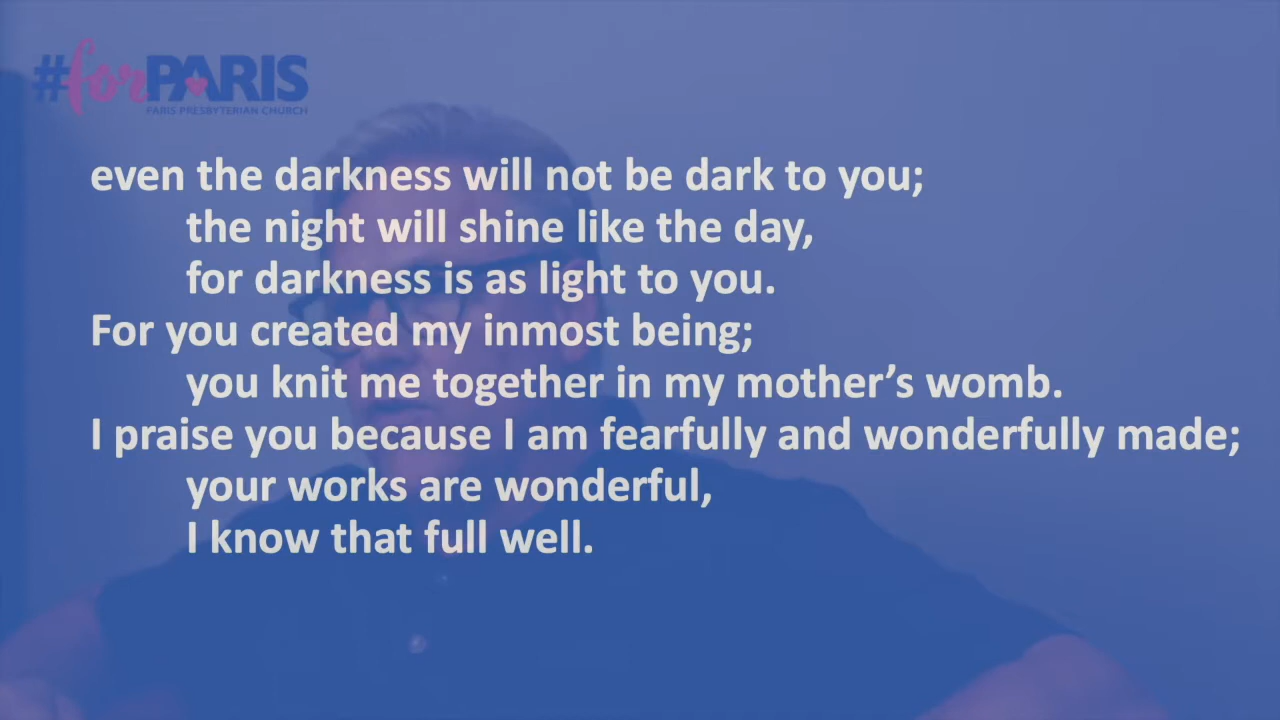 #forPARIS
PARIS PRESBYTERIAN CHURCH
even the darkness will not be dark to you;
the night will shine like the day,
for darkness is as light to you.
For you created my inmost being;
you knit me together in my mother’s womb.
I praise you because I am fearfully and wonderfully made;
your works are wonderful,
I know that full well.